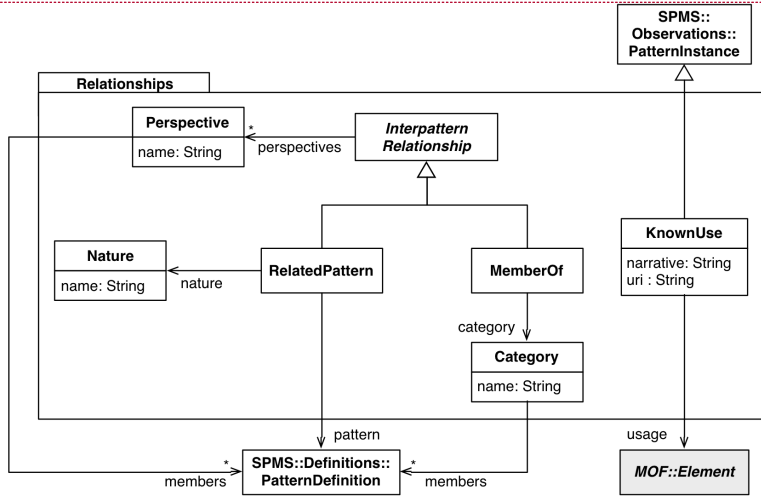 SPMS::
Observations::
PatternInstance
Relationships
Perspective
name: String
*
perspectives
Interpattern
Relationship
Nature
name: String
nature
RelatedPattern
MemberOf
KnownUse
narrative: String
uri : String
category
Category
name: String
pattern
usage
*
members
SPMS::Definitions::
PatternDefinition
*
members
MOF::Element